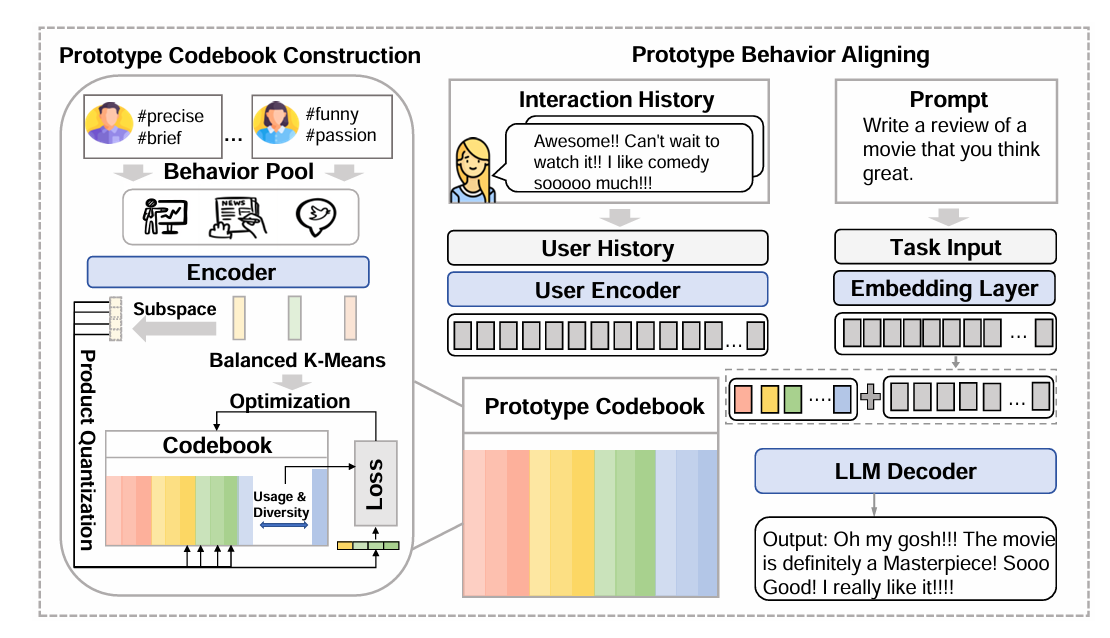 Prototype Codebook Construction
#precise
#brief
...
#funny
#passion
Behavior Pool
NEWS
Encoder
Subspace
Balanced K-Means
Optimization
Product Quantization
Codebook
Usage &
Diversity
Loss
Prototype Behavior Aligning
Interaction History
Awesome!! Can't wait to
watch it!! I like comedy
sooooo much!!!
User History
User Encoder
...
Prototype Codebook
Prompt
Write a review of a
movie that you think
great.
Task Input
Embedding Layer
...
....
+
...
LLM Decoder
Output: Oh my gosh!!! The movie
is definitely a Masterpiece! Sooo
Good! I really like it!!!!